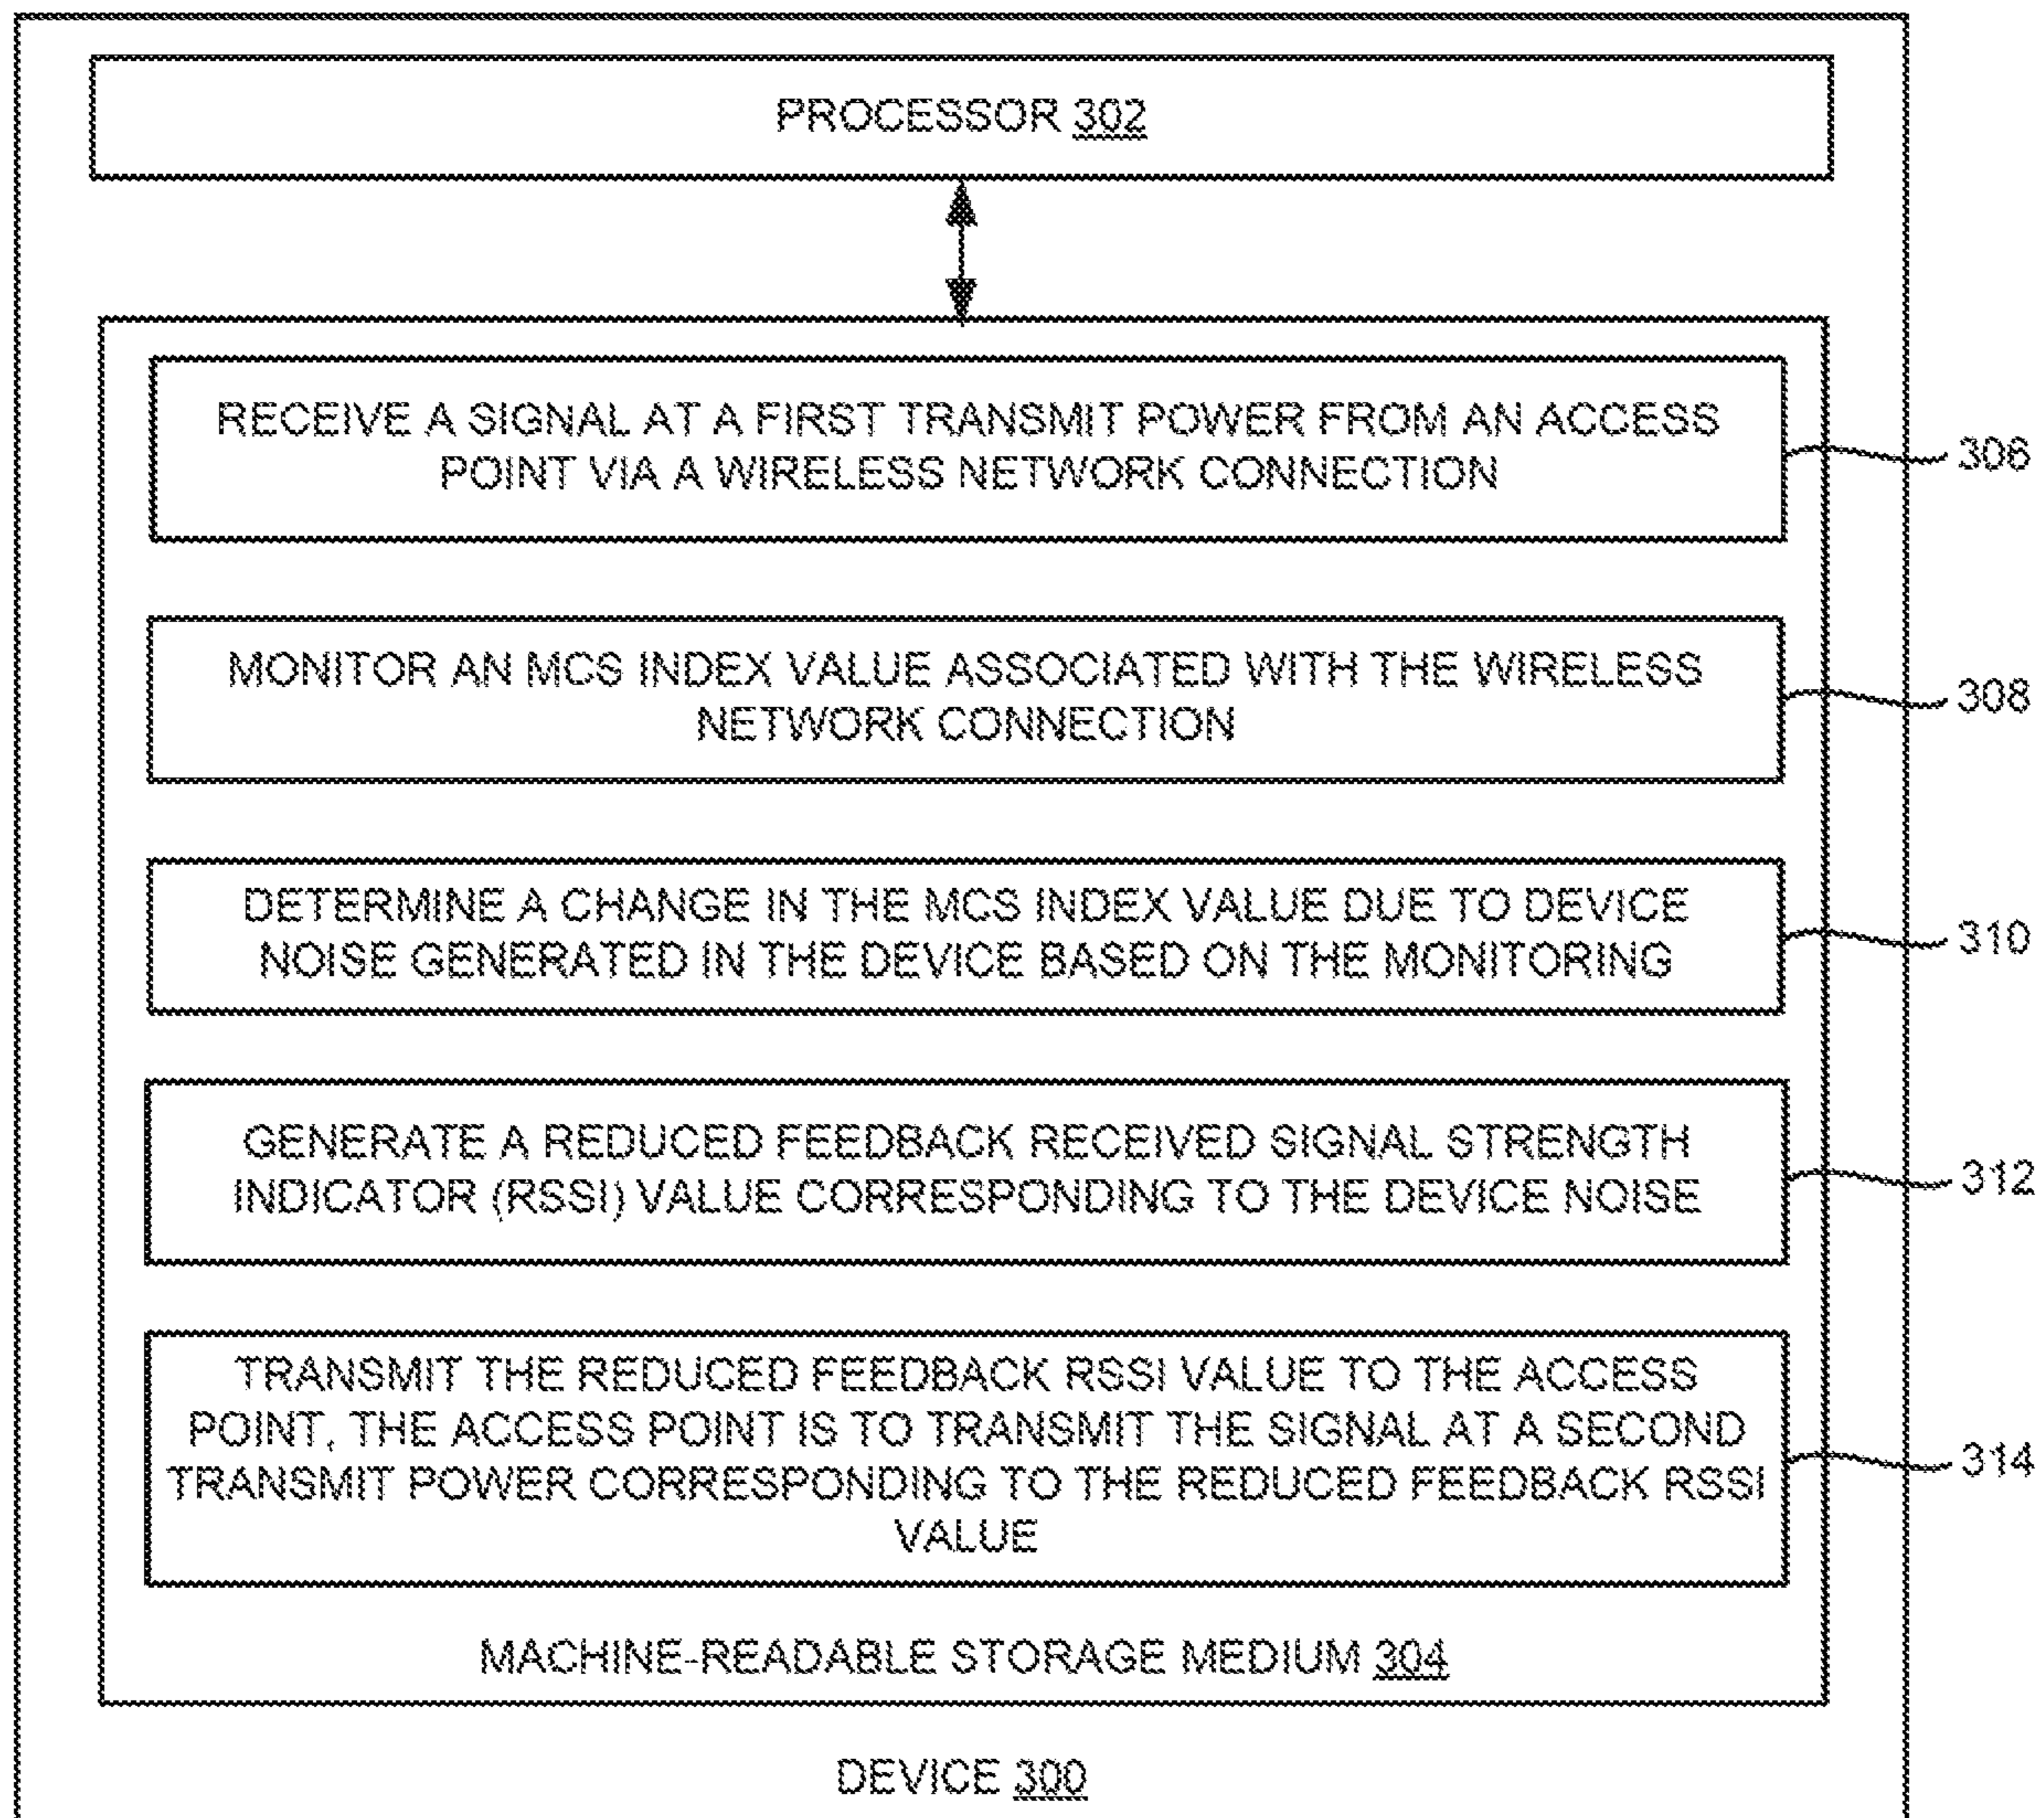 PROCESSOR 302
RECEIVE A SIGNAL AT A FIRST TRANSMIT POWER FROM AN ACCESS
POINT VIA A WIRELESS NETWORK CONNECTION
306
MONITOR AN MCS INDEX VALUE ASSOCIATED WITH THE WIRELESS
NETWORK CONNECTION
308
DETERMINE A CHANGE IN THE MCS INDEX VALUE DUE TO DEVICE
NOISE GENERATED IN THE DEVICE BASED ON THE MONITORING
310
GENERATE A REDUCED FEEDBACK RECEIVED SIGNAL STRENGTH
INDICATOR (RSSI) VALUE CORRESPONDING TO THE DEVICE NOISE
312
TRANSMIT THE REDUCED FEEDBACK RSSI VALUE TO THE ACCESS
POINT, THE ACCESS POINT IS TO TRANSMIT THE SIGNAL AT A SECOND
TRANSMIT POWER CORRESPONDING TO THE REDUCED FEEDBACK RSSI
VALUE
314
MACHINE-READABLE STORAGE MEDIUM 304
DEVICE 300